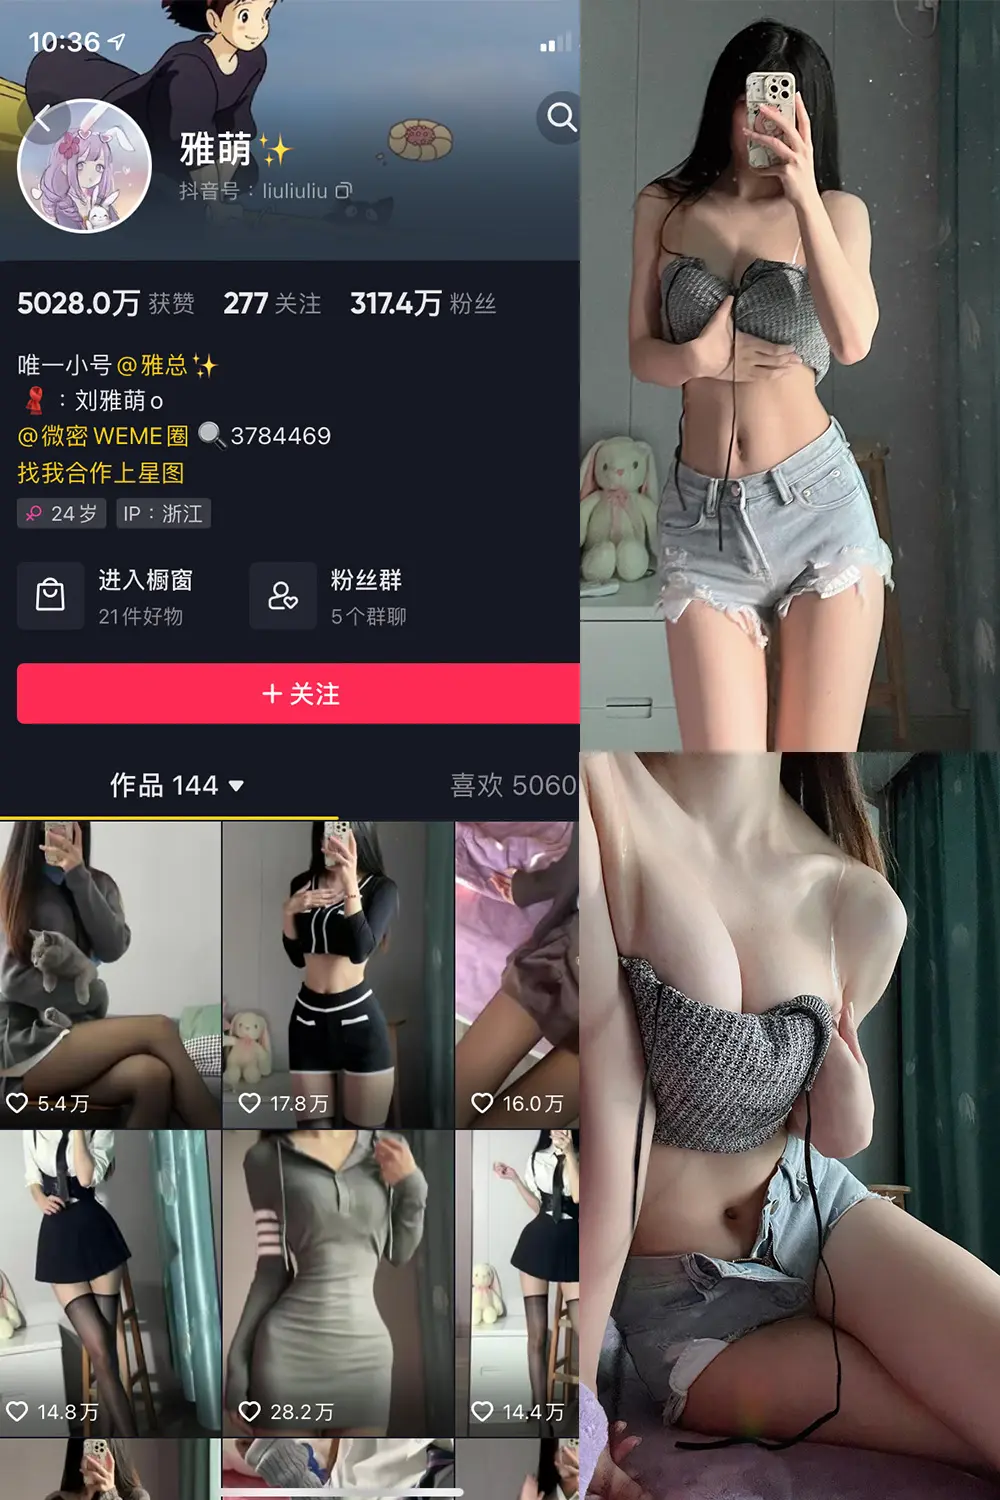 10:36
雅萌✨
抖音号：liuliuliu
5028.0万 获赞 277 关注 317.4万 粉丝
唯一小号@雅总✨
：刘雅萌o
@微密WEME圈🔍3784469
找我合作上星图
24岁 IP：浙江
进入橱窗
21件好物
粉丝群
5个群聊
+ 关注
作品 144 喜欢 5060
5.4万 17.8万 16.0万
14.8万 28.2万 14.4万